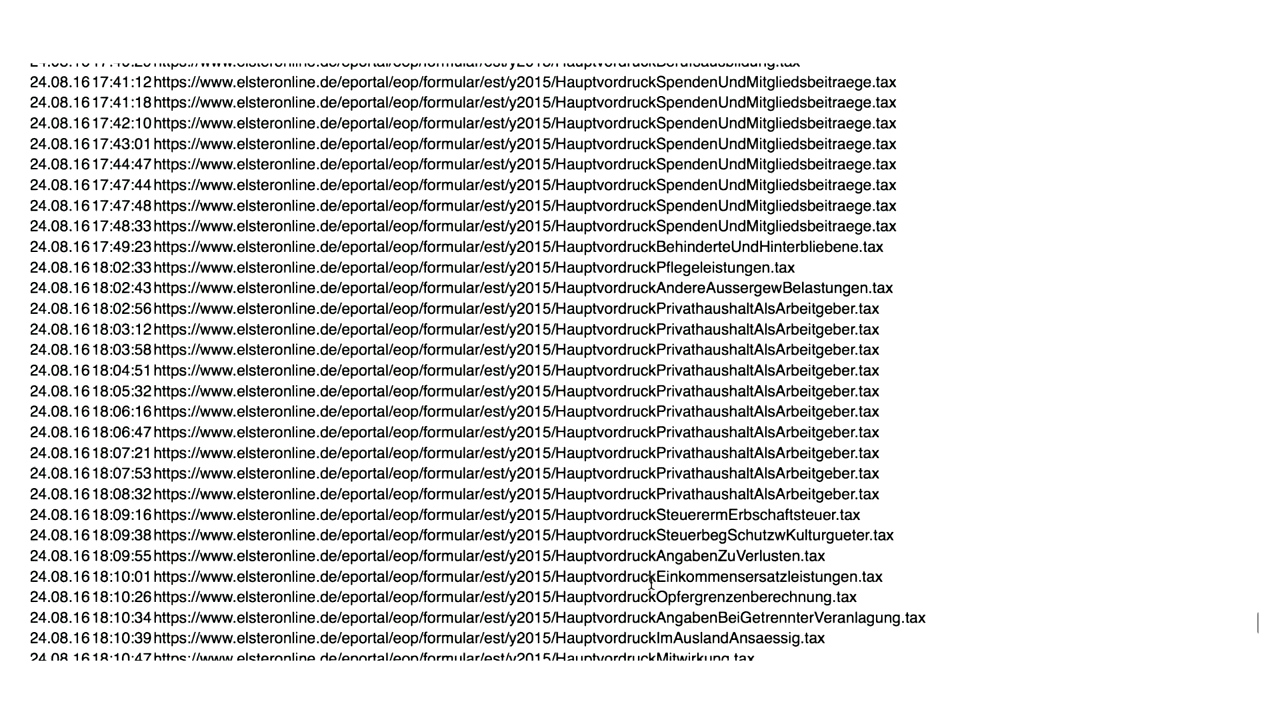 24.08.16 17:41:12 https://www.elsteronline.de/eportal/eop/formular/est/y2015/HauptvordruckSpendenUndMitgliedsbeitraege.tax
24.08.16 17:41:18 https://www.elsteronline.de/eportal/eop/formular/est/y2015/HauptvordruckSpendenUndMitgliedsbeitraege.tax
24.08.16 17:42:10 https://www.elsteronline.de/eportal/eop/formular/est/y2015/HauptvordruckSpendenUndMitgliedsbeitraege.tax
24.08.16 17:43:01 https://www.elsteronline.de/eportal/eop/formular/est/y2015/HauptvordruckSpendenUndMitgliedsbeitraege.tax
24.08.16 17:44:47 https://www.elsteronline.de/eportal/eop/formular/est/y2015/HauptvordruckSpendenUndMitgliedsbeitraege.tax
24.08.16 17:47:44 https://www.elsteronline.de/eportal/eop/formular/est/y2015/HauptvordruckSpendenUndMitgliedsbeitraege.tax
24.08.16 17:47:48 https://www.elsteronline.de/eportal/eop/formular/est/y2015/HauptvordruckSpendenUndMitgliedsbeitraege.tax
24.08.16 17:48:33 https://www.elsteronline.de/eportal/eop/formular/est/y2015/HauptvordruckSpendenUndMitgliedsbeitraege.tax
24.08.16 17:49:23 https://www.elsteronline.de/eportal/eop/formular/est/y2015/HauptvordruckBehinderteUndHinterbliebene.tax
24.08.16 18:02:33 https://www.elsteronline.de/eportal/eop/formular/est/y2015/HauptvordruckPflegeleistungen.tax
24.08.16 18:02:43 https://www.elsteronline.de/eportal/eop/formular/est/y2015/HauptvordruckAndereAussergewBelastungen.tax
24.08.16 18:02:56 https://www.elsteronline.de/eportal/eop/formular/est/y2015/HauptvordruckPrivathaushaltAlsArbeitgeber.tax
24.08.16 18:03:12 https://www.elsteronline.de/eportal/eop/formular/est/y2015/HauptvordruckPrivathaushaltAlsArbeitgeber.tax
24.08.16 18:03:58 https://www.elsteronline.de/eportal/eop/formular/est/y2015/HauptvordruckPrivathaushaltAlsArbeitgeber.tax
24.08.16 18:04:51 https://www.elsteronline.de/eportal/eop/formular/est/y2015/HauptvordruckPrivathaushaltAlsArbeitgeber.tax
24.08.16 18:05:32 https://www.elsteronline.de/eportal/eop/formular/est/y2015/HauptvordruckPrivathaushaltAlsArbeitgeber.tax
24.08.16 18:06:16 https://www.elsteronline.de/eportal/eop/formular/est/y2015/HauptvordruckPrivathaushaltAlsArbeitgeber.tax
24.08.16 18:06:47 https://www.elsteronline.de/eportal/eop/formular/est/y2015/HauptvordruckPrivathaushaltAlsArbeitgeber.tax
24.08.16 18:07:21 https://www.elsteronline.de/eportal/eop/formular/est/y2015/HauptvordruckPrivathaushaltAlsArbeitgeber.tax
24.08.16 18:07:53 https://www.elsteronline.de/eportal/eop/formular/est/y2015/HauptvordruckPrivathaushaltAlsArbeitgeber.tax
24.08.16 18:08:32 https://www.elsteronline.de/eportal/eop/formular/est/y2015/HauptvordruckPrivathaushaltAlsArbeitgeber.tax
24.08.16 18:09:16 https://www.elsteronline.de/eportal/eop/formular/est/y2015/HauptvordruckSteuerermErbschaftsteuer.tax
24.08.16 18:09:38 https://www.elsteronline.de/eportal/eop/formular/est/y2015/HauptvordruckSteuerbegSchutzwKulturgueter.tax
24.08.16 18:09:55 https://www.elsteronline.de/eportal/eop/formular/est/y2015/HauptvordruckAngabenZuVerlusten.tax
24.08.16 18:10:01 https://www.elsteronline.de/eportal/eop/formular/est/y2015/HauptvordruckEinkommensersatzleistungen.tax
24.08.16 18:10:26 https://www.elsteronline.de/eportal/eop/formular/est/y2015/HauptvordruckOpfergrenzenberechnung.tax
24.08.16 18:10:34 https://www.elsteronline.de/eportal/eop/formular/est/y2015/HauptvordruckAngabenBeiGetrennterVeranlagung.tax
24.08.16 18:10:39 https://www.elsteronline.de/eportal/eop/formular/est/y2015/HauptvordruckImAuslandAnsaessig.tax
24.08.16 18:10:47 https://www.elsteronline.de/eportal/eop/formular/est/y2015/HauptvordruckMitwirkung.tax